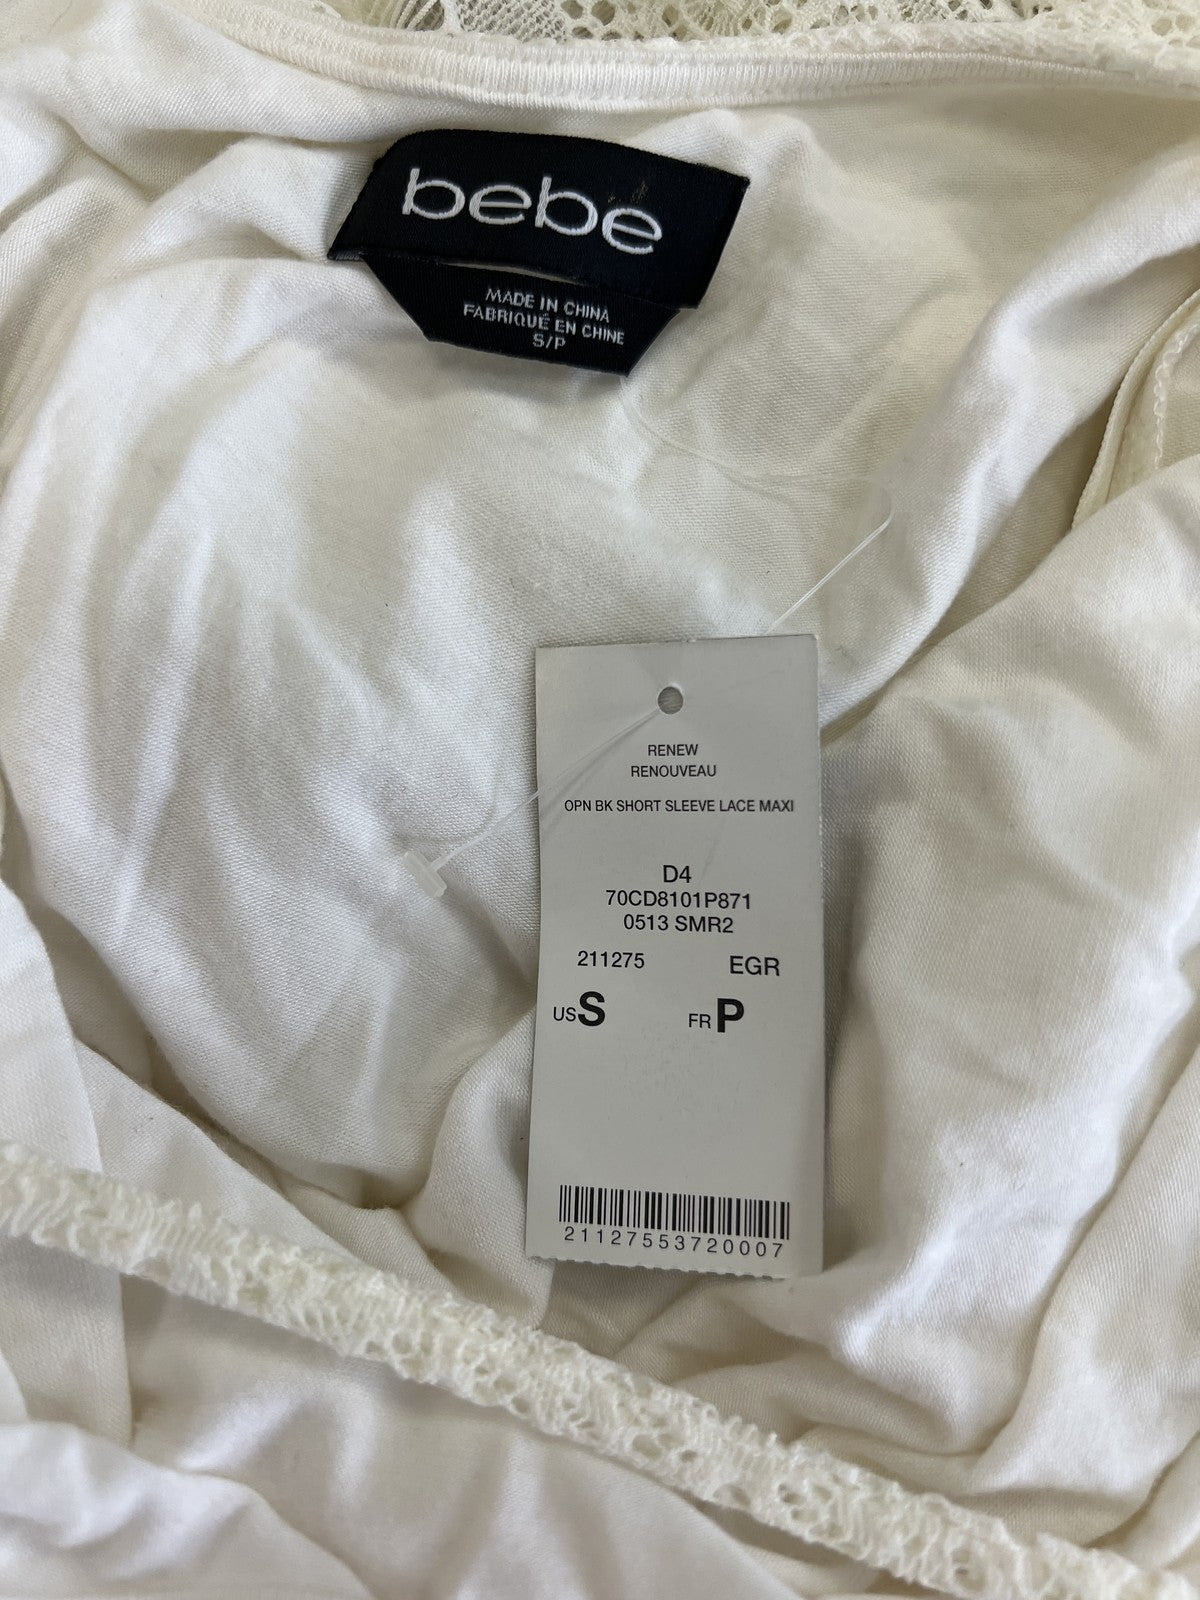 bebe
MADE IN CHINA
FABRIQUÉ EN CHINE
S/P
RENEW
RENOUVEAU
OPN BK SHORT SLEEVE LACE MAXI
D4
70CD8101P871
0513 SMR2
211275 EGR
US S FR P
21127553720007